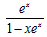 e^x / (1 − xe^x)